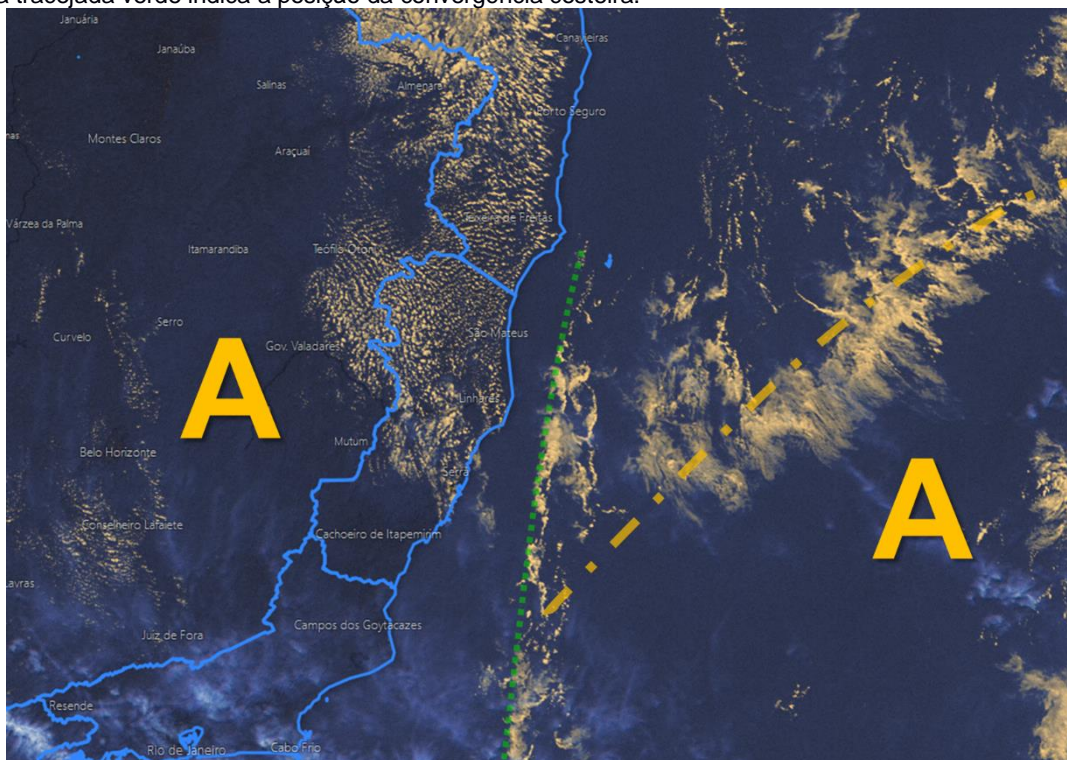 a tracejada verde indica a posição da convergência costeira.
Januária
Canavieiras
Janaúba
Salinas
Almenara
Porto Seguro
Montes Claros
Araçuaí
Várzea da Palma
Teixeira de Freitas
Itamarandiba
Teófilo Otoni
Serro
Curvelo
São Mateus
Gov. Valadares
A
Linhares
Mutum
Belo Horizonte
Serra
A
Conselheiro Lafaiete
Cachoeiro de Itapemirim
Lavras
Campos dos Goytacazes
Juiz de Fora
Resende
Rio de Janeiro
Cabo Frio